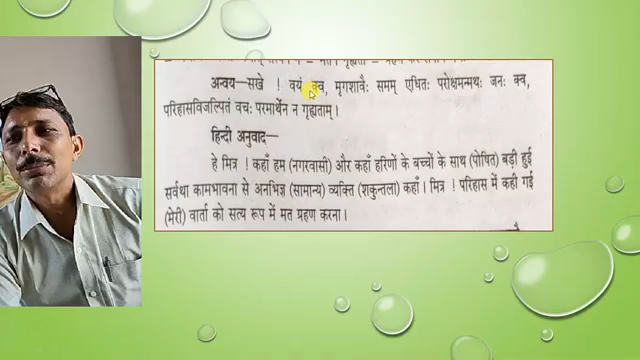 अन्वय—सखे ! वयं क्व, मृगशावैः समम् एधितः परोक्षमन्मथः जनः क्व,
परिहासविजल्पितं वचः परमार्थेन न गृह्यताम्।
हिन्दी अनुवाद—
हे मित्र ! कहाँ हम (नगरवासी) और कहाँ हरिणों के बच्चों के साथ (पोषित) बड़ी हुई
सर्वथा कामभावना से अनभिज्ञ (सामान्य) व्यक्ति (शकुन्तला) कहाँ। मित्र ! परिहास में कही गई
(मेरी) वार्ता को सत्य रूप में मत ग्रहण करना।